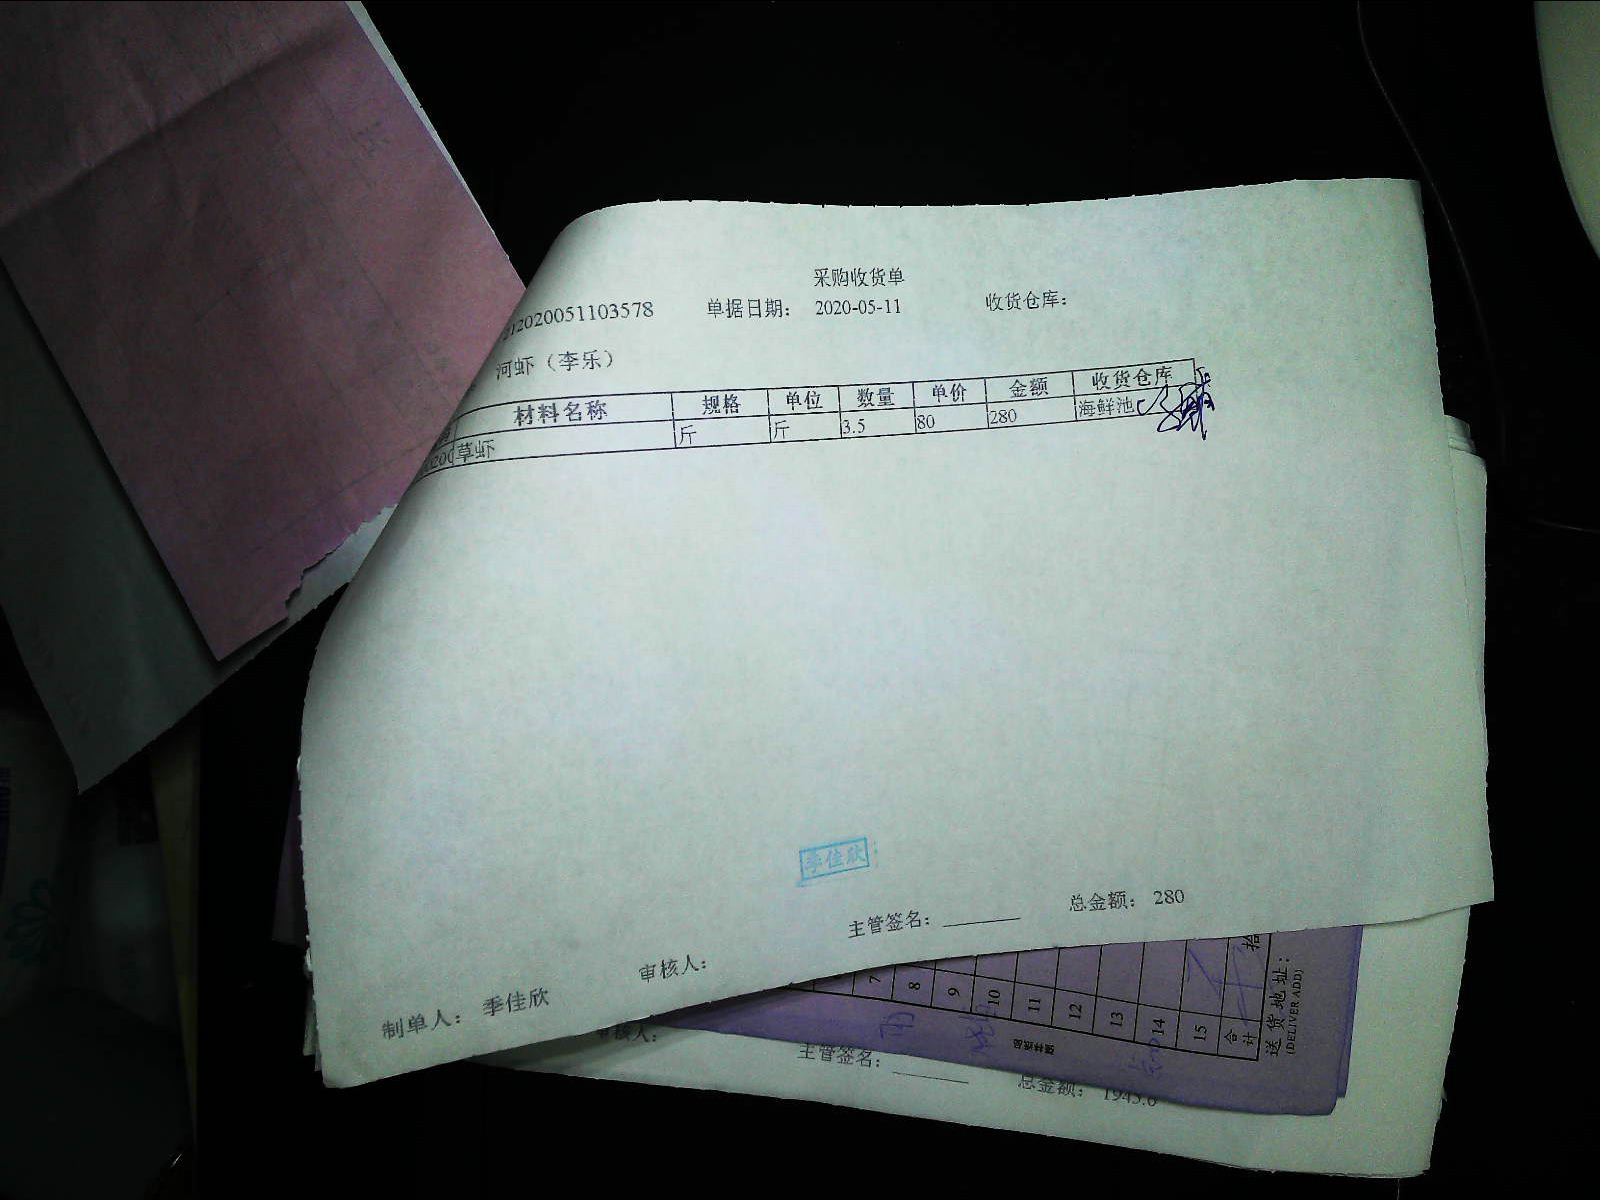 采购收货单
12020051103578 单据日期： 2020-05-11 收货仓库：
河虾（李乐）
材料名称 规格 单位 数量 单价 金额 收货仓库
200 草虾 斤 斤 3.5 80 280 海鲜池
季佳欣
主管签名： 总金额： 280
制单人： 季佳欣 审核人：
审核人：
主管签名：
总金额： 1945.6
7
8
9
10
11
12
13
14
15
合计
拾
送货地址：
(DELIVER ADD)